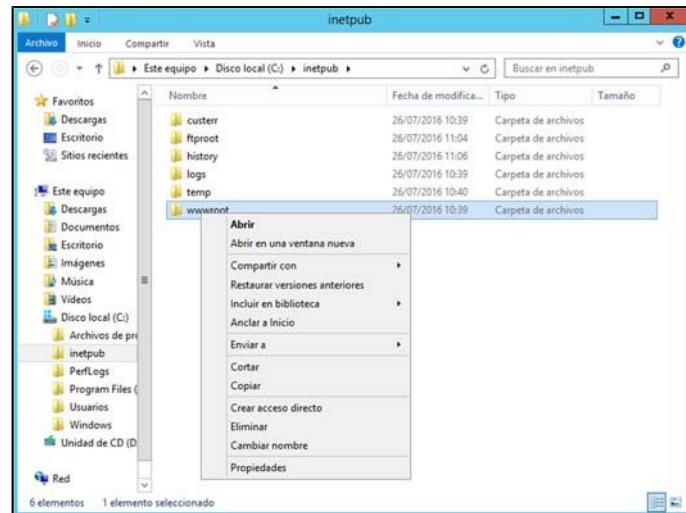 inetpub
Archivo Inicio Compartir Vista
Este equipo Disco local (C:) inetpub Buscar en inetpub
Nombre Fecha de modifica... Tipo Tamaño
Favoritos
Descargas
Escritorio
Sitios recientes
Este equipo
Descargas
Documentos
Escritorio
Imágenes
Música
Vídeos
Disco local (C:)
Archivos de pro
inetpub
PerfLogs
Program Files (
Usuarios
Windows
Unidad de CD (D
Red
custerr 26/07/2016 10:39 Carpeta de archivos
ftproot 26/07/2016 11:04 Carpeta de archivos
history 26/07/2016 11:06 Carpeta de archivos
logs 26/07/2016 10:39 Carpeta de archivos
temp 26/07/2016 10:40 Carpeta de archivos
wwwroot 26/07/2016 10:39 Carpeta de archivos
Abrir
Abrir en una ventana nueva
Compartir con
Restaurar versiones anteriores
Incluir en biblioteca
Anclar a Inicio
Enviar a
Cortar
Copiar
Crear acceso directo
Eliminar
Cambiar nombre
Propiedades
6 elementos 1 elemento seleccionado